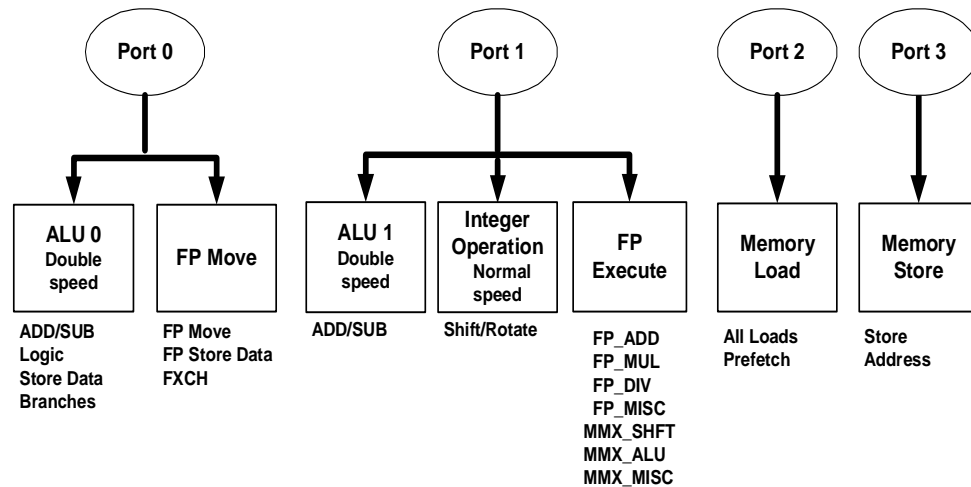 Port 0
Port 1
Port 2
Port 3
ALU 0
Double
speed
FP Move
ALU 1
Double
speed
Integer
Operation
Normal
speed
FP
Execute
Memory
Load
Memory
Store
ADD/SUB
Logic
Store Data
Branches
FP Move
FP Store Data
FXCH
ADD/SUB
Shift/Rotate
FP_ADD
FP_MUL
FP_DIV
FP_MISC
MMX_SHFT
MMX_ALU
MMX_MISC
All Loads
Prefetch
Store
Address